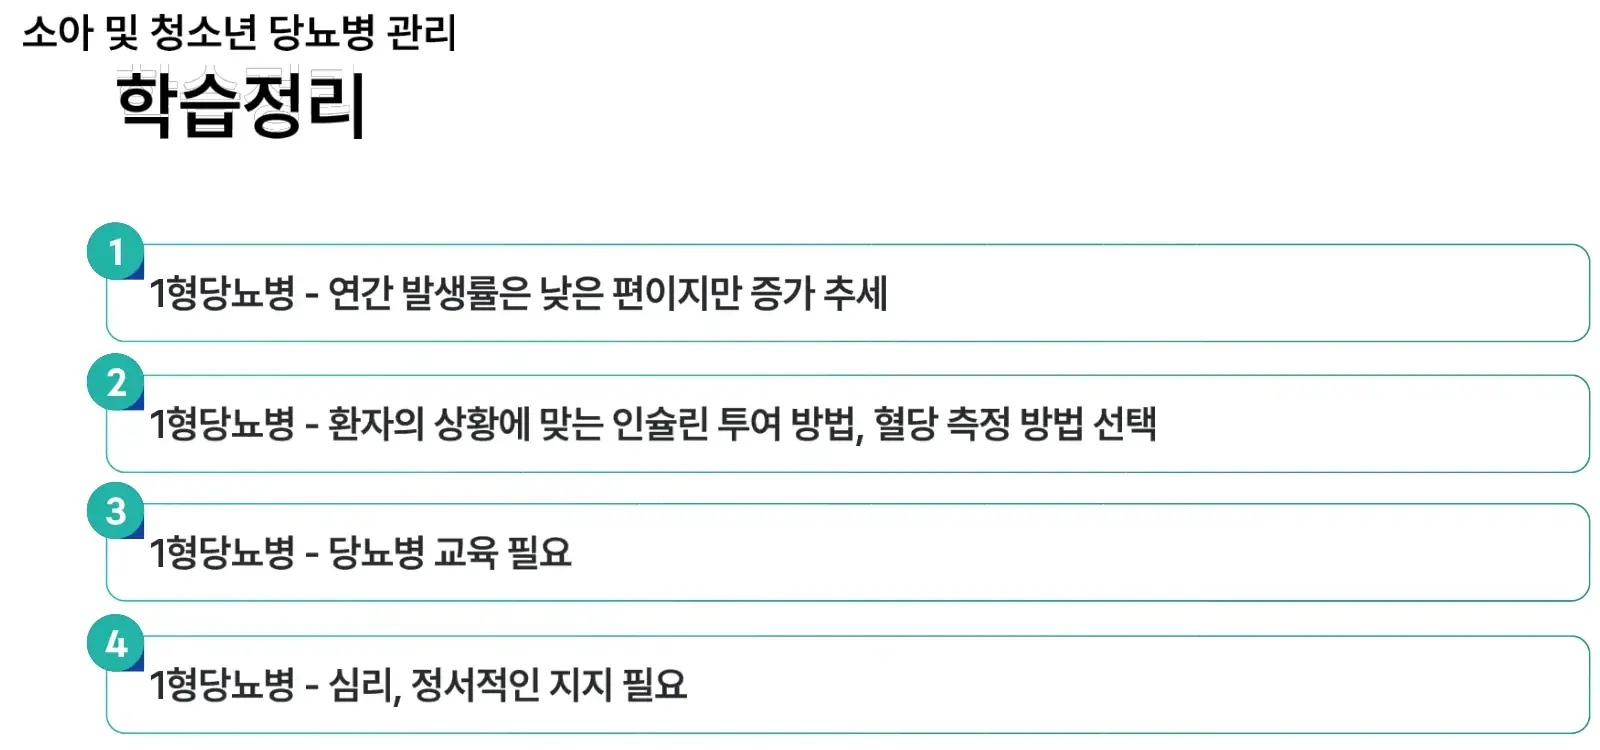 소아 및 청소년 당뇨병 관리
학습정리
1
1형당뇨병 - 연간 발생률은 낮은 편이지만 증가 추세
2
1형당뇨병 - 환자의 상황에 맞는 인슐린 투여 방법, 혈당 측정 방법 선택
3
1형당뇨병 - 당뇨병 교육 필요
4
1형당뇨병 - 심리, 정서적인 지지 필요